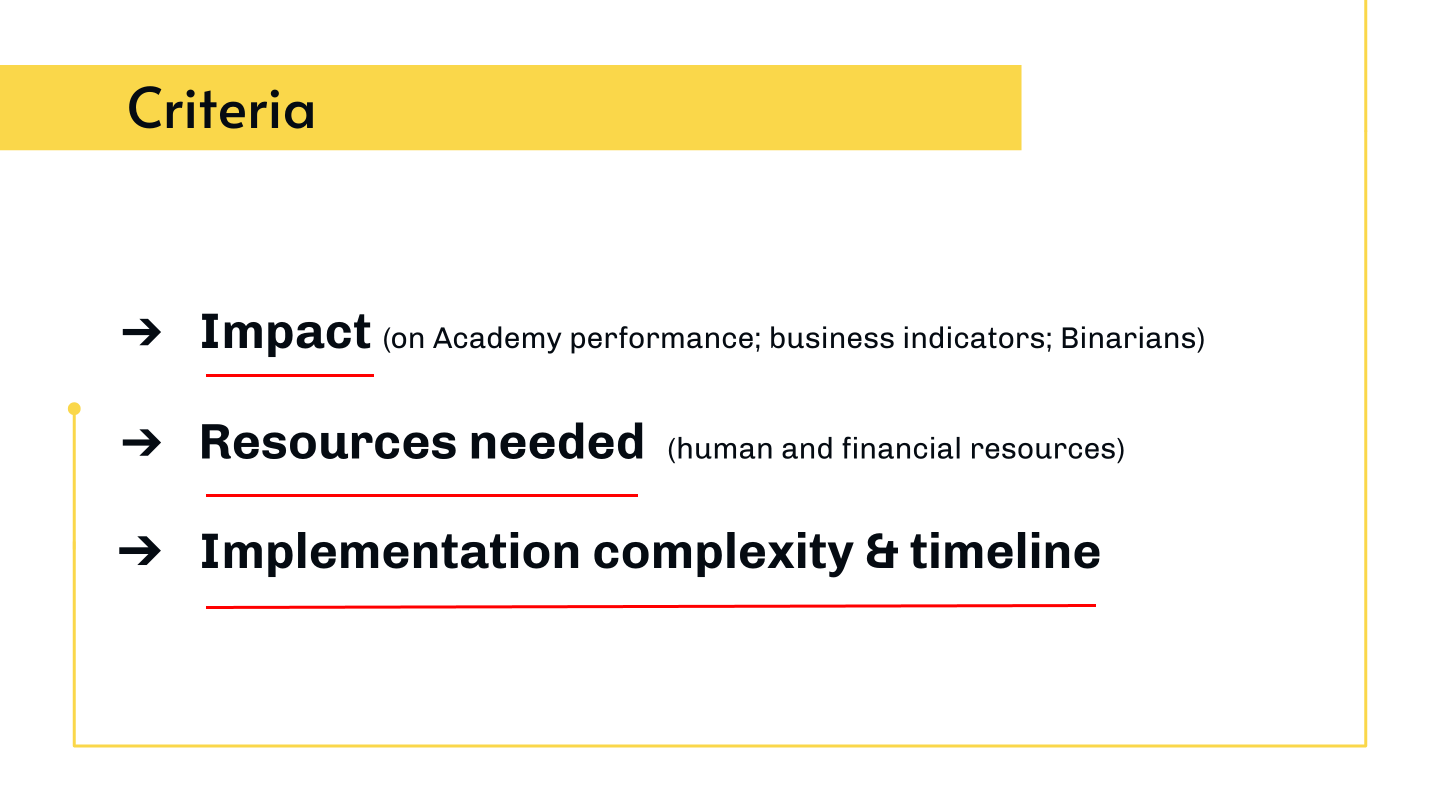 Criteria
➔ Impact (on Academy performance; business indicators; Binarians)
➔ Resources needed (human and financial resources)
➔ Implementation complexity & timeline